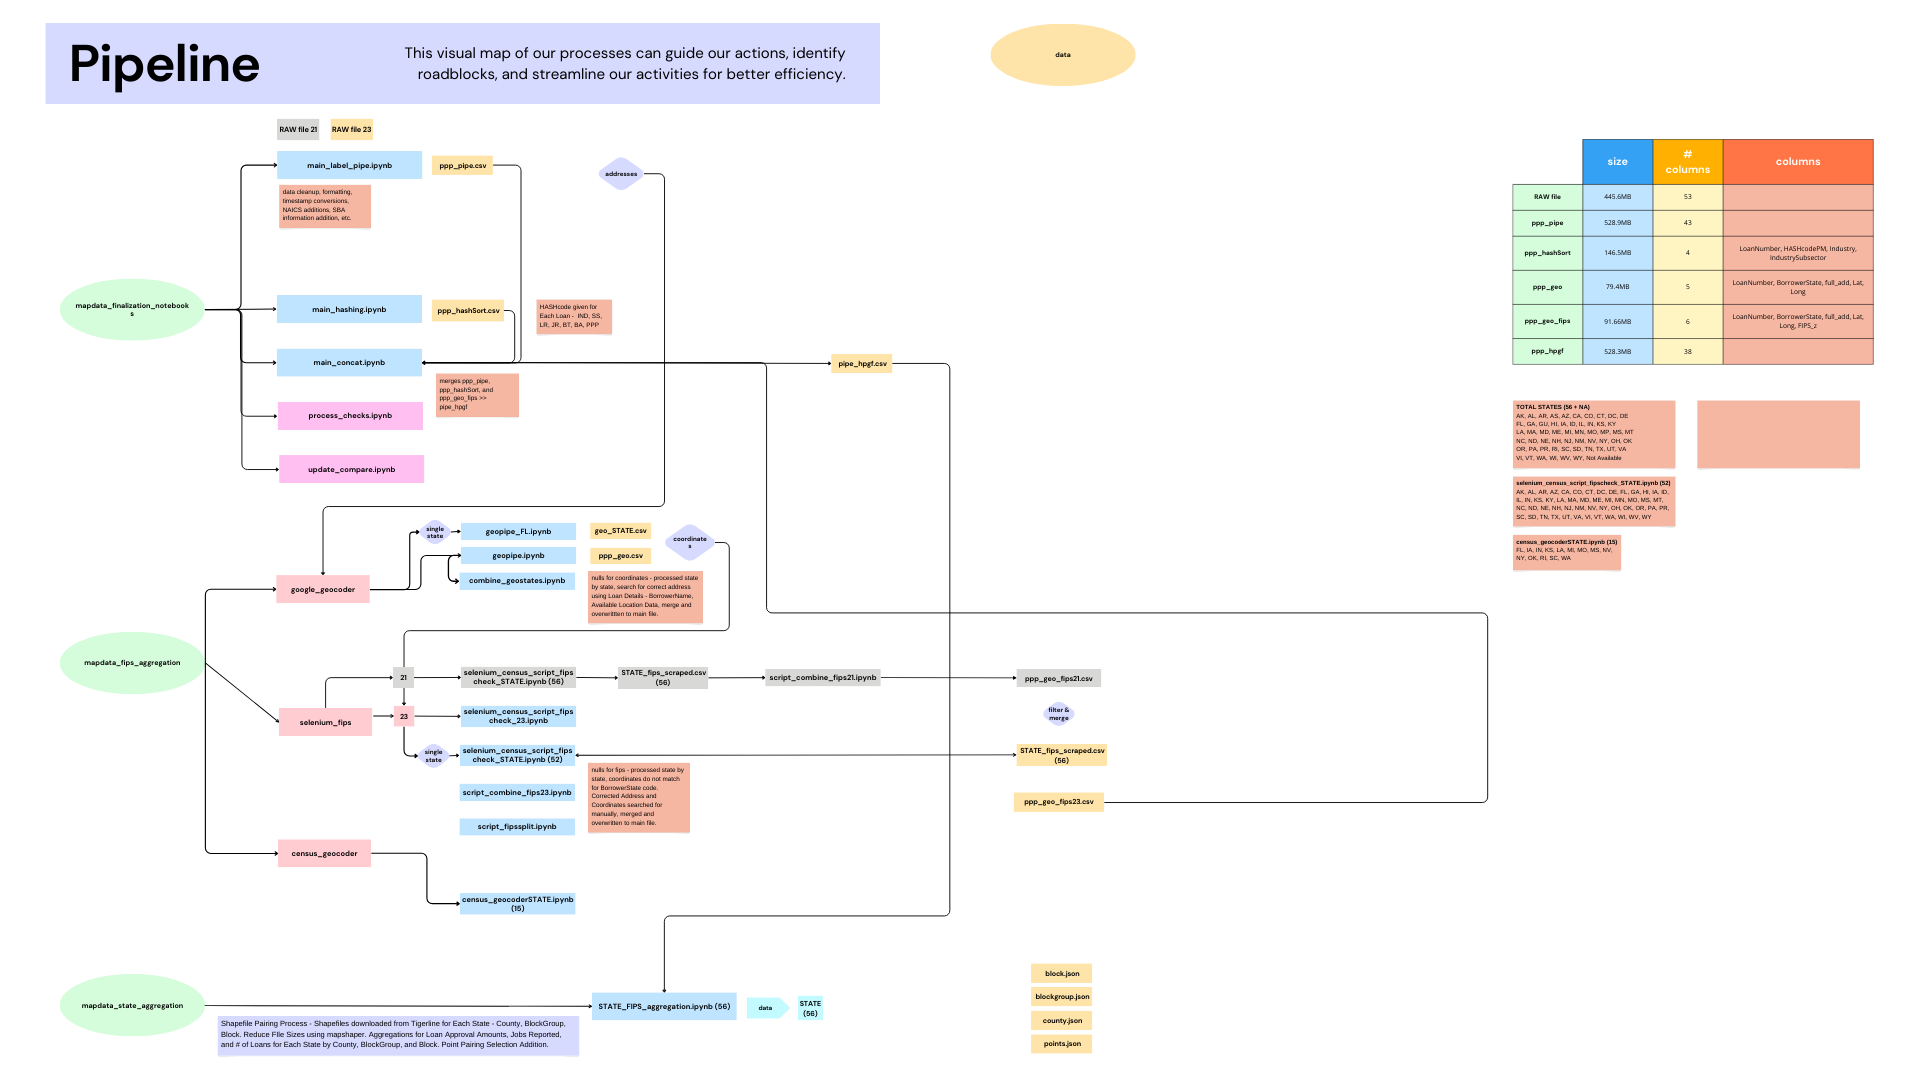 Pipeline
This visual map of our processes can guide our actions, identify
roadblocks, and streamline our activities for better efficiency.
data
RAW file 21
RAW file 23
main_label_pipe.ipynb
ppp_pipe.csv
addresses
data cleanup, formatting,
timestamp conversions,
NAICS additions, SBA
information addition, etc.
mapdata_finalization_notebook
s
main_hashing.ipynb
ppp_hashSort.csv
HASHcode given for
Each Loan - IND, SS,
LR, JR, BT, BA, PPP
main_concat.ipynb
pipe_hpgf.csv
merges ppp_pipe,
ppp_hashSort, and
ppp_geo_fips >>
pipe_hpgf
process_checks.ipynb
update_compare.ipynb
single
state
geopipe_FL.ipynb
geo_STATE.csv
coordinate
s
geopipe.ipynb
ppp_geo.csv
combine_geostates.ipynb
google_geocoder
nulls for coordinates - processed state
by state, search for correct address
using Loan Details - BorrowerName,
Available Location Data, merge and
overwrittten to main file.
mapdata_fips_aggregation
21
selenium_census_script_fips
check_STATE.ipynb (56)
STATE_fips_scraped.csv
(56)
script_combine_fips21.ipynb
ppp_geo_fips21.csv
selenium_fips
23
selenium_census_script_fips
check_23.ipynb
filter &
merge
single
state
selenium_census_script_fips
check_STATE.ipynb (52)
STATE_fips_scraped.csv
(56)
nulls for fips - processed state by
state, coordinates do not match
for BorrowerState code.
Corrected Address and
Coordinates searched for
manually, merged and
overwritten to main file.
script_combine_fips23.ipynb
ppp_geo_fips23.csv
script_fipssplit.ipynb
census_geocoder
census_geocoderSTATE.ipynb
(15)
mapdata_state_aggregation
STATE_FIPS_aggregation.ipynb (56)
data
STATE
(56)
Shapefile Pairing Process - Shapefiles downloaded from Tigerline for Each State - County, BlockGroup,
Block. Reduce FIle Sizes using mapshaper. Aggregations for Loan Approval Amounts, Jobs Reported,
and # of Loans for Each State by County, BlockGroup, and Block. Point Pairing Selection Addition.
block.json
blockgroup.json
county.json
points.json
size
#
columns
columns
RAW file 445.6MB 53
ppp_pipe 528.9MB 43
ppp_hashSort 146.5MB 4 LoanNumber, HASHcodePM, Industry,
IndustrySubsector
ppp_geo 79.4MB 5 LoanNumber, BorrowerState, full_add, Lat,
Long
ppp_geo_fips 91.66MB 6 LoanNumber, BorrowerState, full_add, Lat,
Long, FIPS_z
ppp_hpgf 528.3MB 38
TOTAL STATES (56 + NA)
AK, AL, AR, AS, AZ, CA, CO, CT, DC, DE
FL, GA, GU, HI, IA, ID, IL, IN, KS, KY
LA, MA, MD, ME, MI, MN, MO, MP, MS, MT
NC, ND, NE, NH, NJ, NM, NV, NY, OH, OK
OR, PA, PR, RI, SC, SD, TN, TX, UT, VA
VI, VT, WA, WI, WV, WY, Not Available
selenium_census_script_fipscheck_STATE.ipynb (52)
AK, AL, AR, AZ, CA, CO, CT, DC, DE, FL, GA, HI, IA, ID,
IL, IN, KS, KY, LA, MA, MD, ME, MI, MN, MO, MS, MT,
NC, ND, NE, NH, NJ, NM, NV, NY, OH, OK, OR, PA, PR,
SC, SD, TN, TX, UT, VA, VI, VT, WA, WI, WV, WY
census_geocoderSTATE.ipynb (15)
FL, IA, IN, KS, LA, MI, MO, MS, NV,
NY, OK, RI, SC, WA